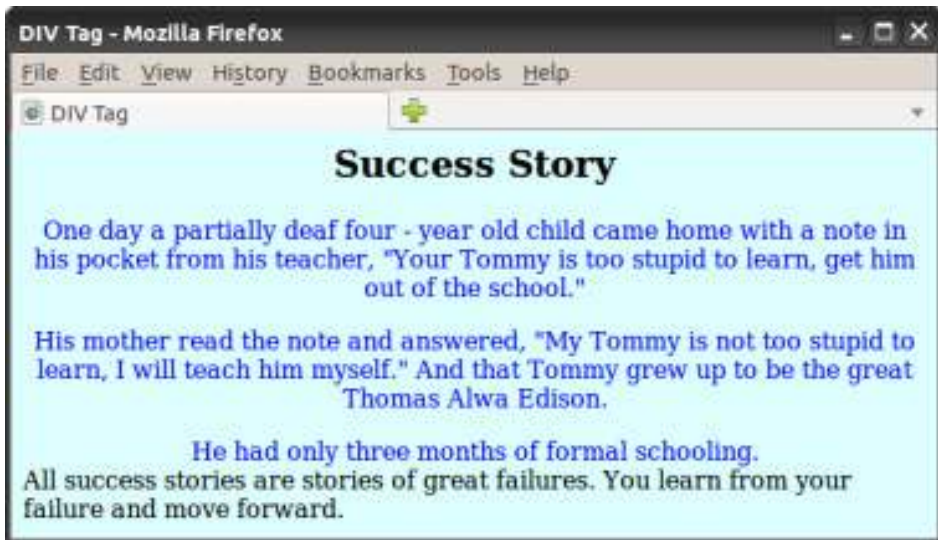 DIV Tag - Mozilla Firefox
File Edit View History Bookmarks Tools Help
DIV Tag
Success Story
One day a partially deaf four - year old child came home with a note in
his pocket from his teacher, "Your Tommy is too stupid to learn, get him
out of the school."
His mother read the note and answered, "My Tommy is not too stupid to
learn, I will teach him myself." And that Tommy grew up to be the great
Thomas Alwa Edison.
He had only three months of formal schooling.
All success stories are stories of great failures. You learn from your
failure and move forward.